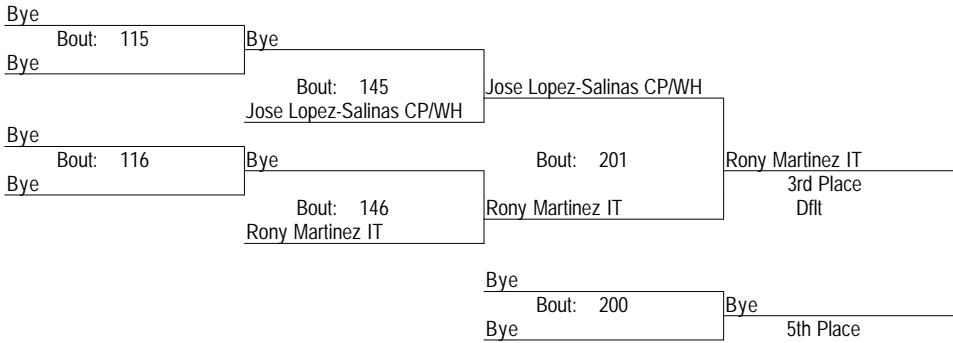 Bye
Bout: 115
Bye
Bye
Bout: 145
Jose Lopez-Salinas CP/WH
Jose Lopez-Salinas CP/WH
Bye
Bout: 116
Bye
Bye
Bout: 146
Rony Martinez IT
Rony Martinez IT
Bout: 201
Rony Martinez IT
3rd Place
Dflt
Bye
Bout: 200
Bye
Bye
5th Place